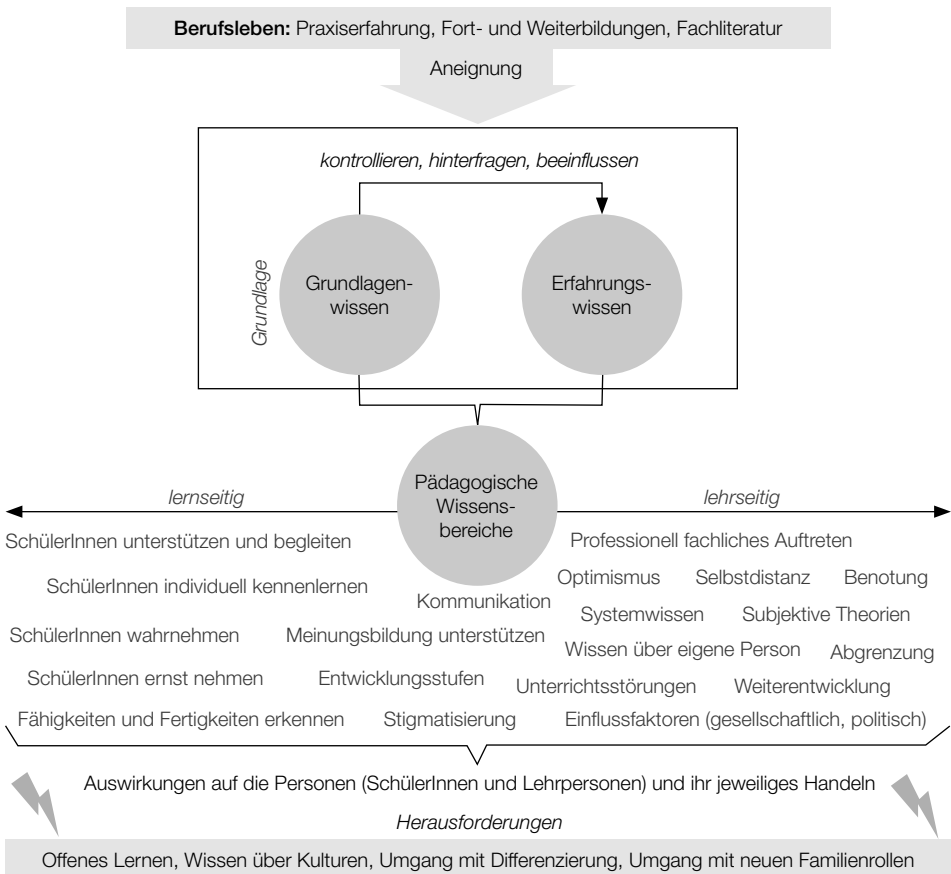 Berufsleben: Praxiserfahrung, Fort- und Weiterbildungen, Fachliteratur
Aneignung
kontrollieren, hinterfragen, beeinflussen
Grundlage
Grundlagen-
wissen
Erfahrungs-
wissen
Pädagogische
Wissens-
bereiche
lernseitig
lehrseitig
SchülerInnen unterstützen und begleiten
Professionell fachliches Auftreten
SchülerInnen individuell kennenlernen
Optimismus
Selbstdistanz
Benotung
Kommunikation
Systemwissen
Subjektive Theorien
SchülerInnen wahrnehmen
Meinungsbildung unterstützen
Wissen über eigene Person
Abgrenzung
SchülerInnen ernst nehmen
Entwicklungsstufen
Unterrichtsstörungen
Weiterentwicklung
Fähigkeiten und Fertigkeiten erkennen
Stigmatisierung
Einflussfaktoren (gesellschaftlich, politisch)
Auswirkungen auf die Personen (SchülerInnen und Lehrpersonen) und ihr jeweiliges Handeln
Herausforderungen
Offenes Lernen, Wissen über Kulturen, Umgang mit Differenzierung, Umgang mit neuen Familienrollen